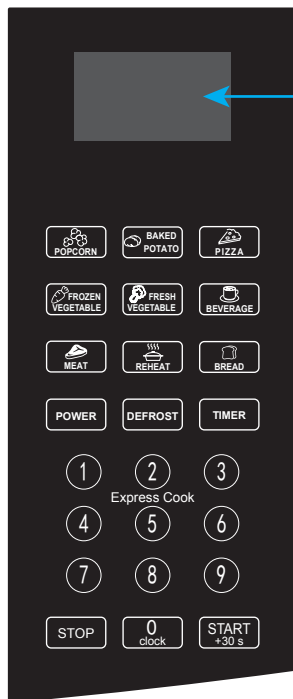 POPCORN
BAKED
POTATO
PIZZA
FROZEN
VEGETABLE
FRESH
VEGETABLE
BEVERAGE
MEAT
REHEAT
BREAD
POWER
DEFROST
TIMER
1
2
3
Express Cook
4
5
6
7
8
9
STOP
0
clock
START
+30 s